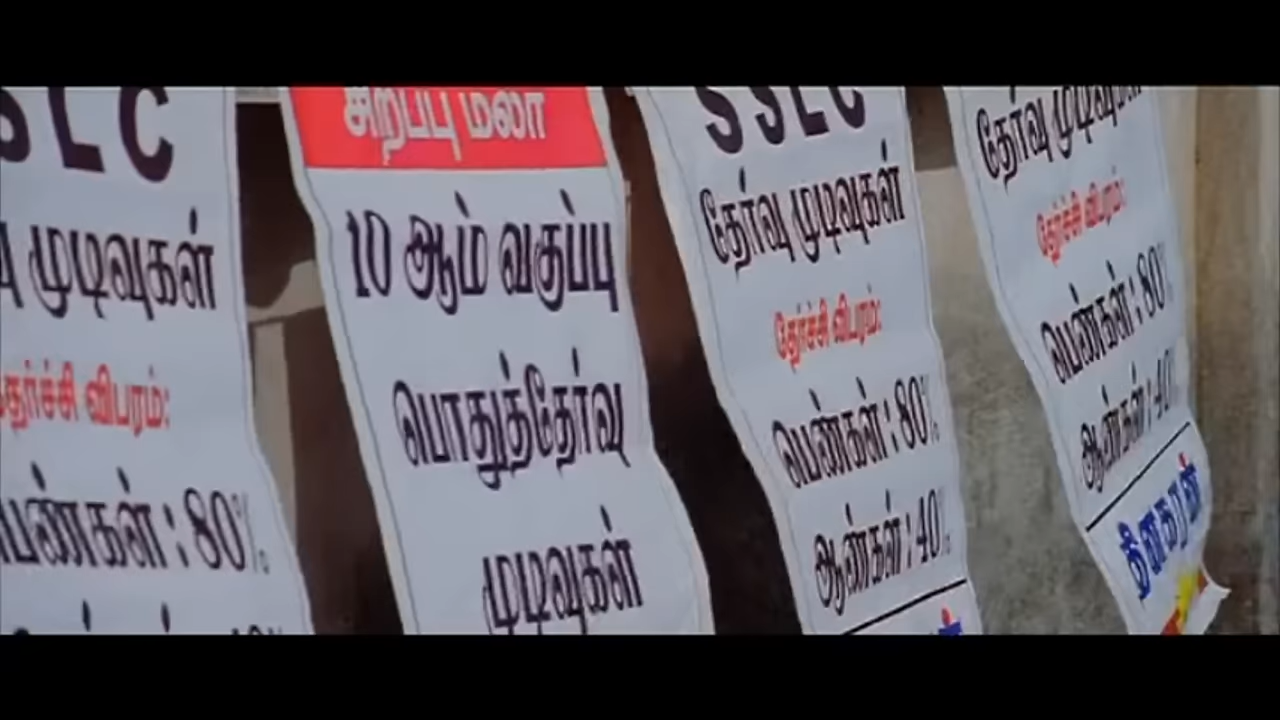 SLC
முடிவுகள்
தேர்ச்சி விபரம்:
பெண்கள் : 80%
சிறப்பு மலர்
10 ஆம் வகுப்பு
பொதுத்தேர்வு
முடிவுகள்
SSLC
தேர்வு முடிவுகள்
தேர்ச்சி விபரம்:
பெண்கள் : 80%
ஆண்கள் : 40%
தேர்வு முடிவுகள்
தேர்ச்சி விபரம்:
பெண்கள் : 80%
ஆண்கள் : 40%
தினகரன்